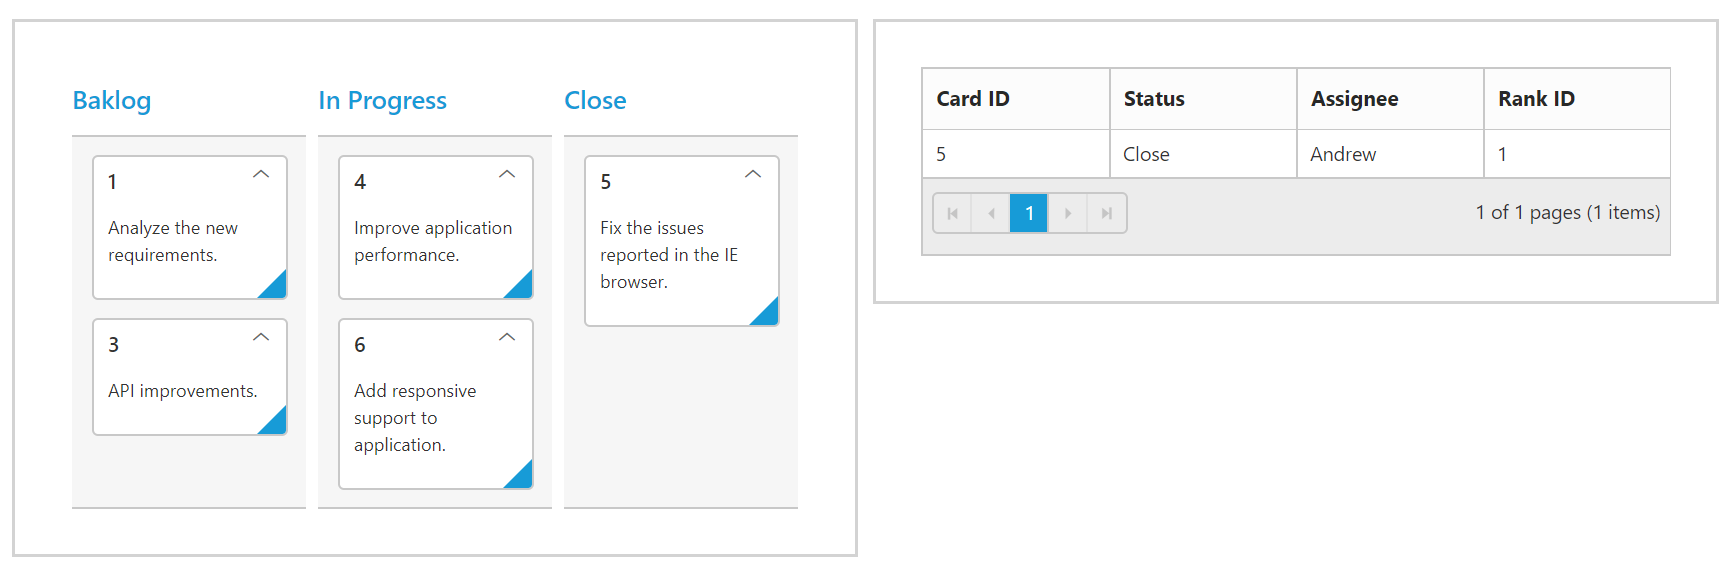 Baklog
1
Analyze the new
requirements.
3
API improvements.
In Progress
4
Improve application
performance.
6
Add responsive
support to
application.
Close
5
Fix the issues
reported in the IE
browser.
Card ID Status Assignee Rank ID
5 Close Andrew 1
1 1 of 1 pages (1 items)